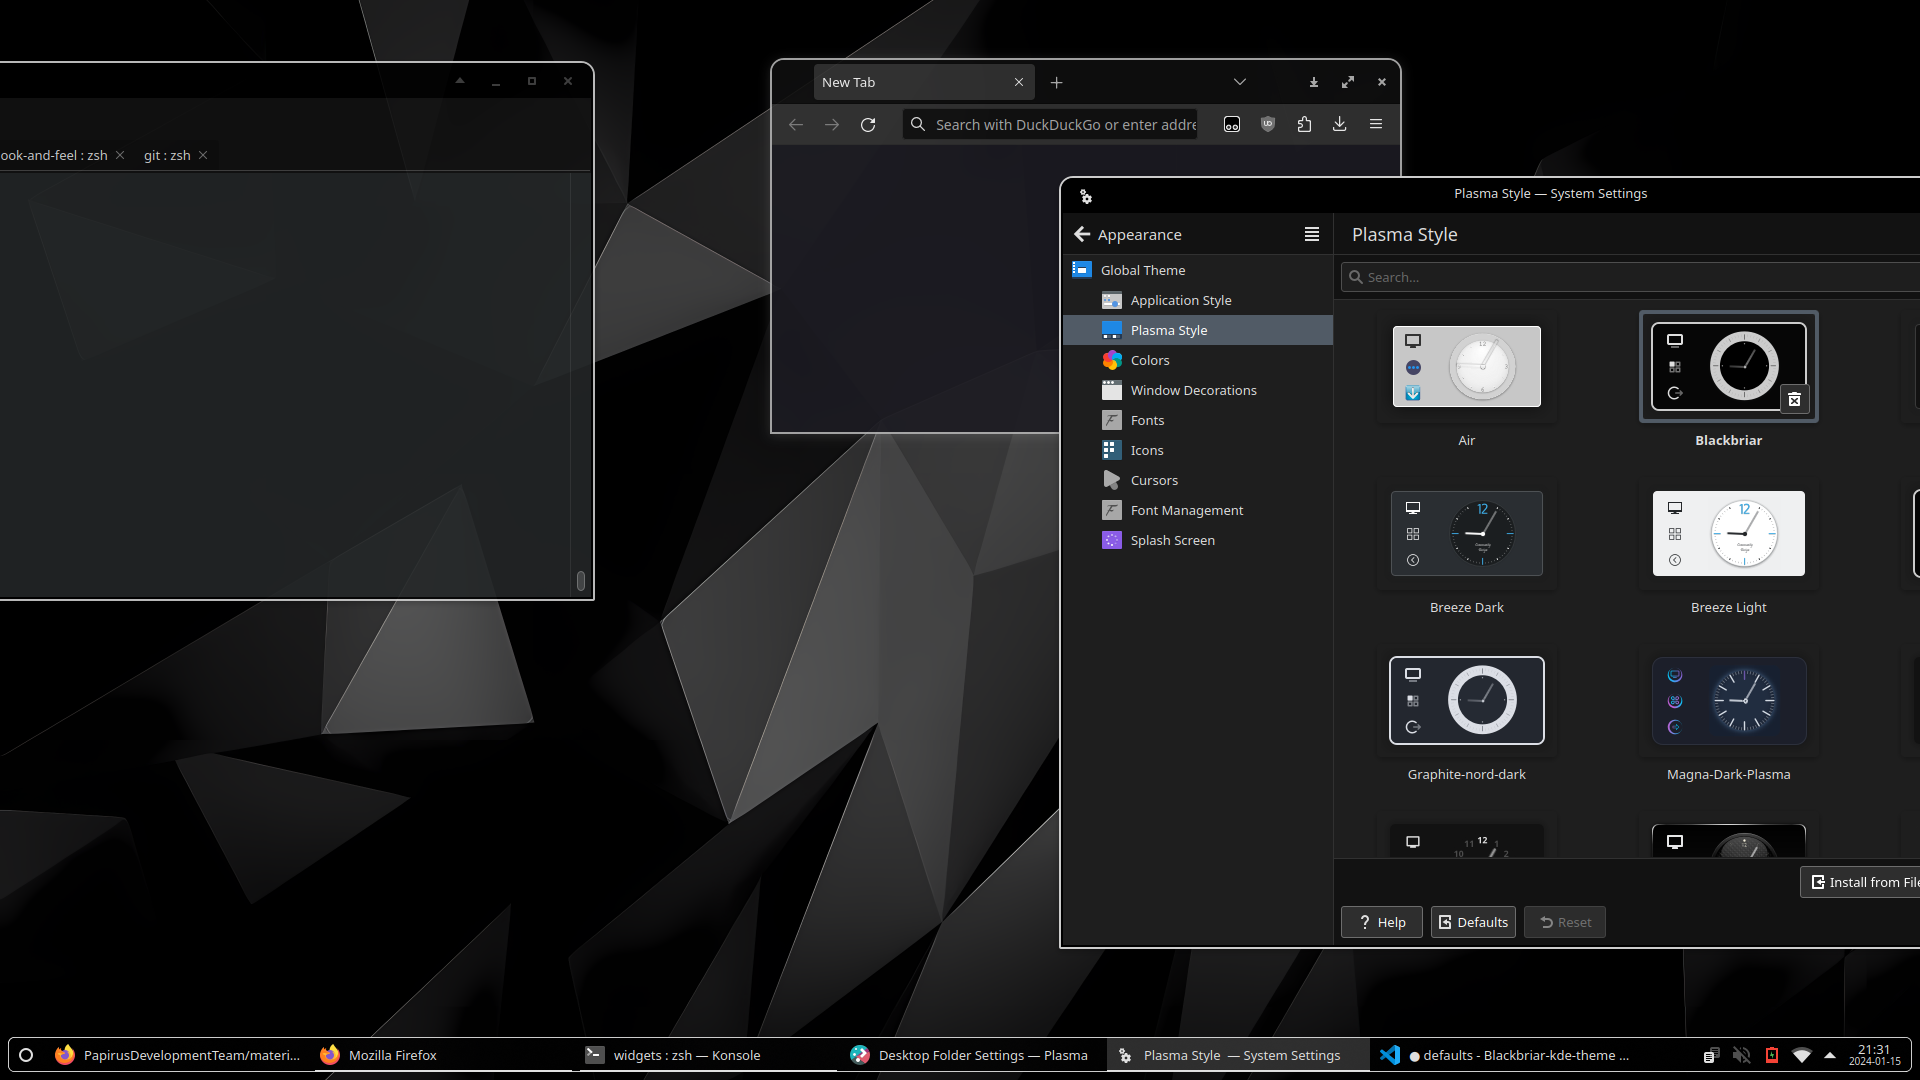 ook-and-feel : zsh
git : zsh
New Tab
Search with DuckDuckGo or enter addre
Plasma Style — System Settings
Appearance
Plasma Style
Search...
Global Theme
Application Style
Plasma Style
Colors
Window Decorations
Fonts
Icons
Cursors
Font Management
Splash Screen
Air
Blackbriar
12
12
Breeze Dark
Breeze Light
Graphite-nord-dark
Magna-Dark-Plasma
10 11 12 1 2
Install from File
? Help
Defaults
Reset
PapirusDevelopmentTeam/materi...
Mozilla Firefox
widgets : zsh — Konsole
Desktop Folder Settings — Plasma
Plasma Style — System Settings
● defaults - Blackbriar-kde-theme ...
21:31
2024-01-15